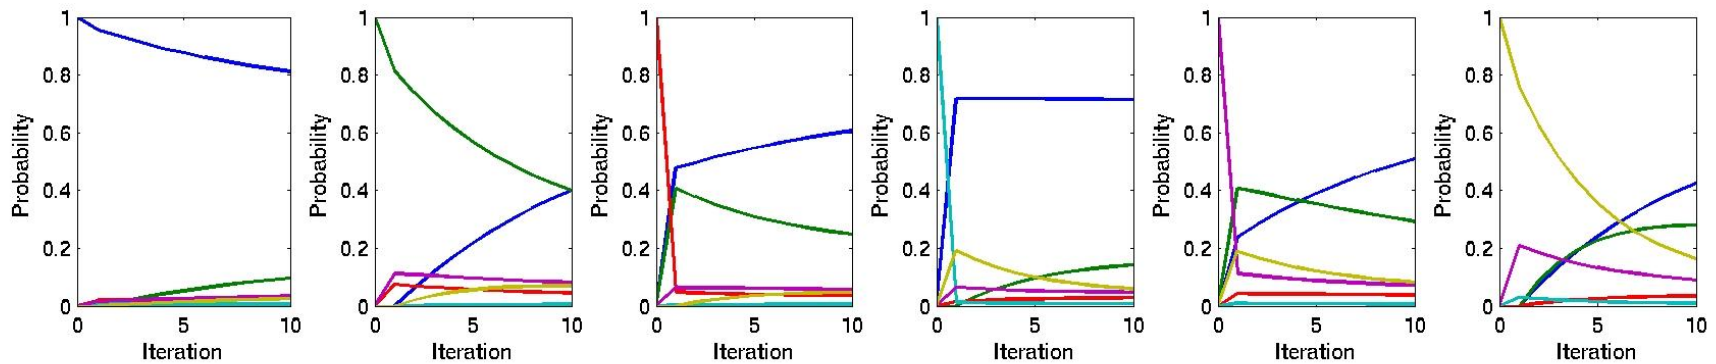 1 1 1 1 1 1
0.8 0.8 0.8 0.8 0.8 0.8
0.6 0.6 0.6 0.6 0.6 0.6
0.4 0.4 0.4 0.4 0.4 0.4
0.2 0.2 0.2 0.2 0.2 0.2
0 0 0 0 0 0
Probability Probability Probability Probability Probability Probability
0 5 10 0 5 10 0 5 10 0 5 10 0 5 10 0 5 10
Iteration Iteration Iteration Iteration Iteration Iteration